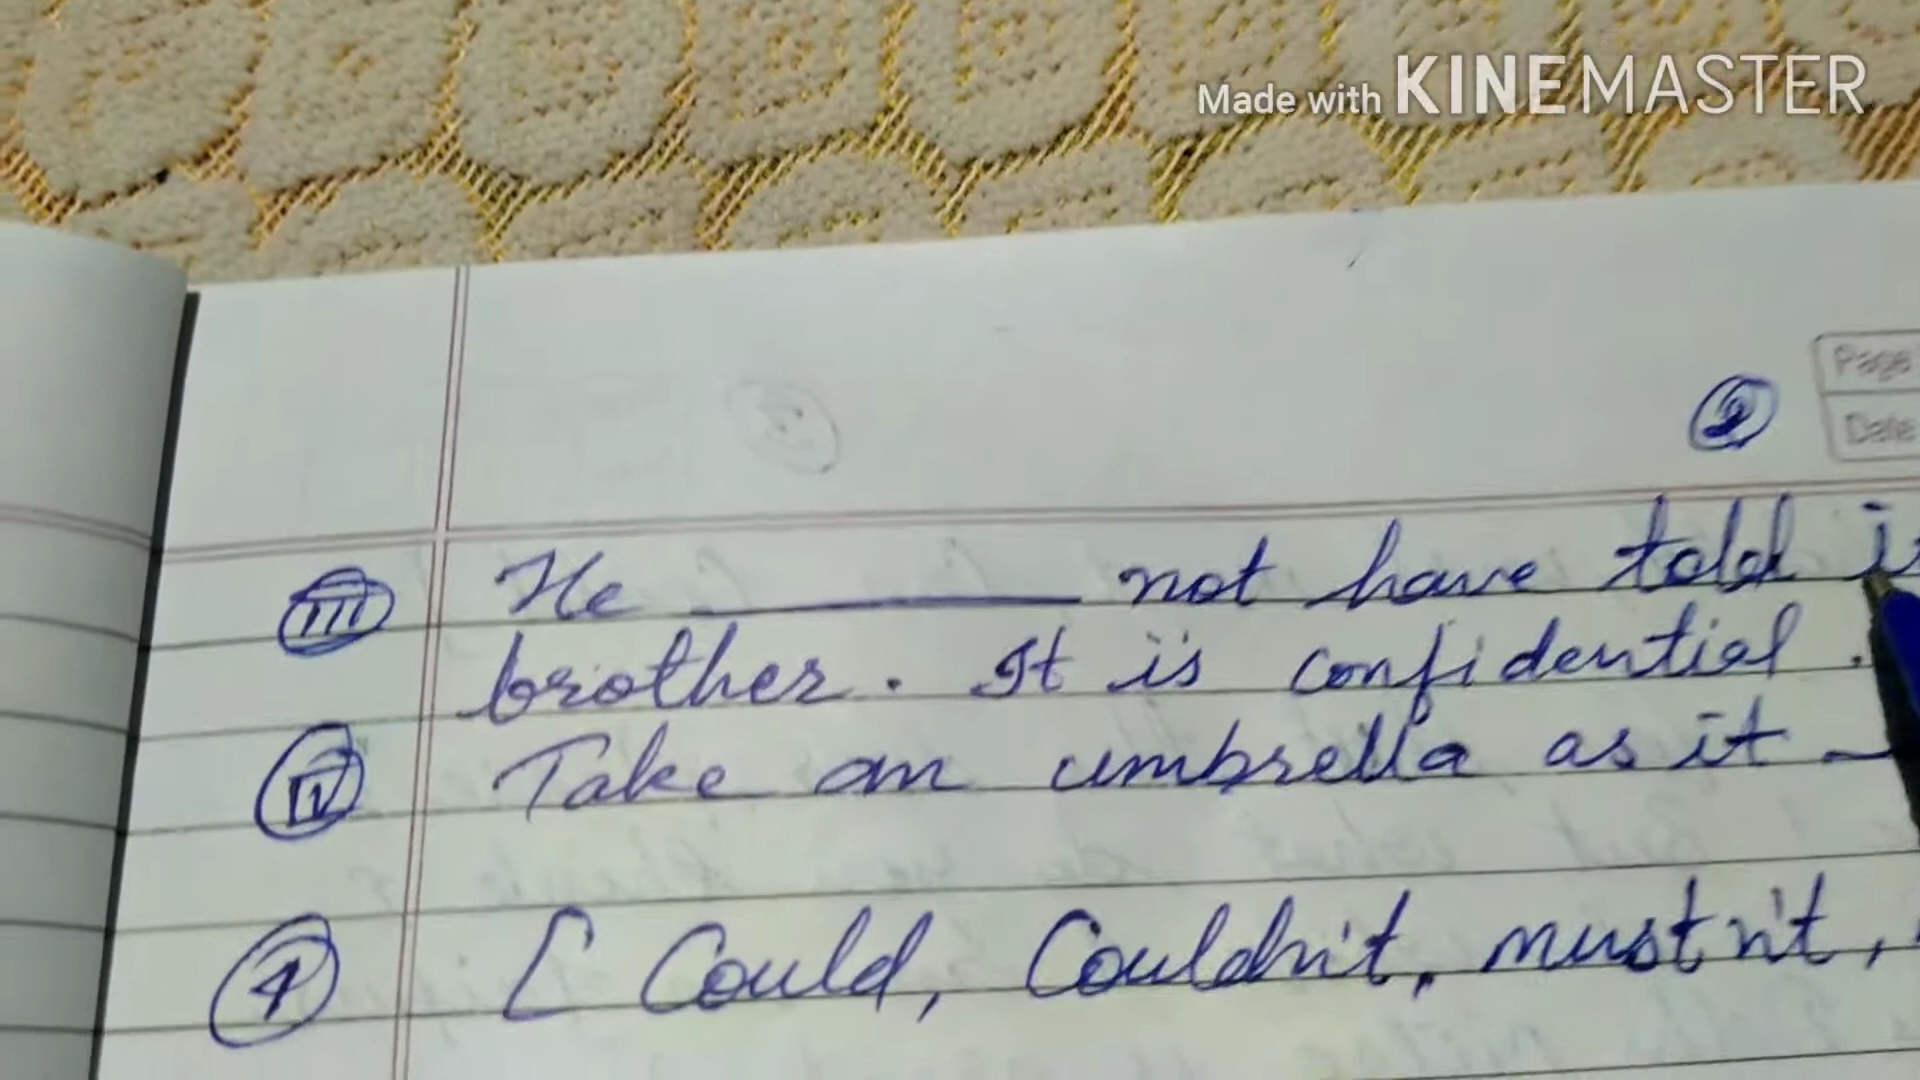 Made with KINEMASTER
2
Page
Date
III He ________ not have told
brother. It is confidential.
IV Take an umbrella as it _
4 [ Could, Couldn't, mustn't,